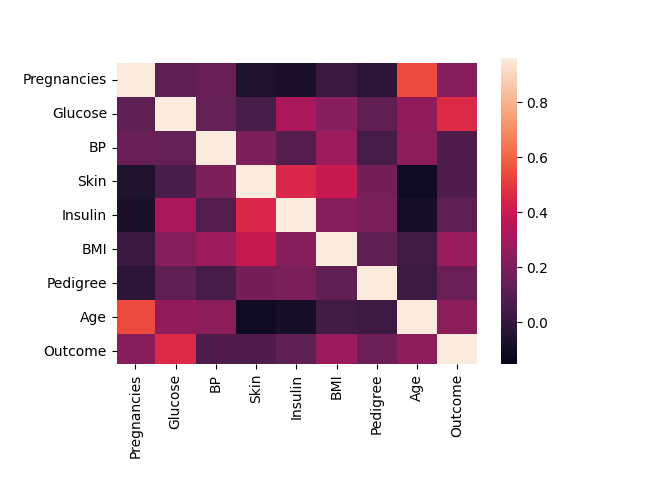 Pregnancies
Glucose
BP
Skin
Insulin
BMI
Pedigree
Age
Outcome
Pregnancies
Glucose
BP
Skin
Insulin
BMI
Pedigree
Age
Outcome
0.8
0.6
0.4
0.2
0.0